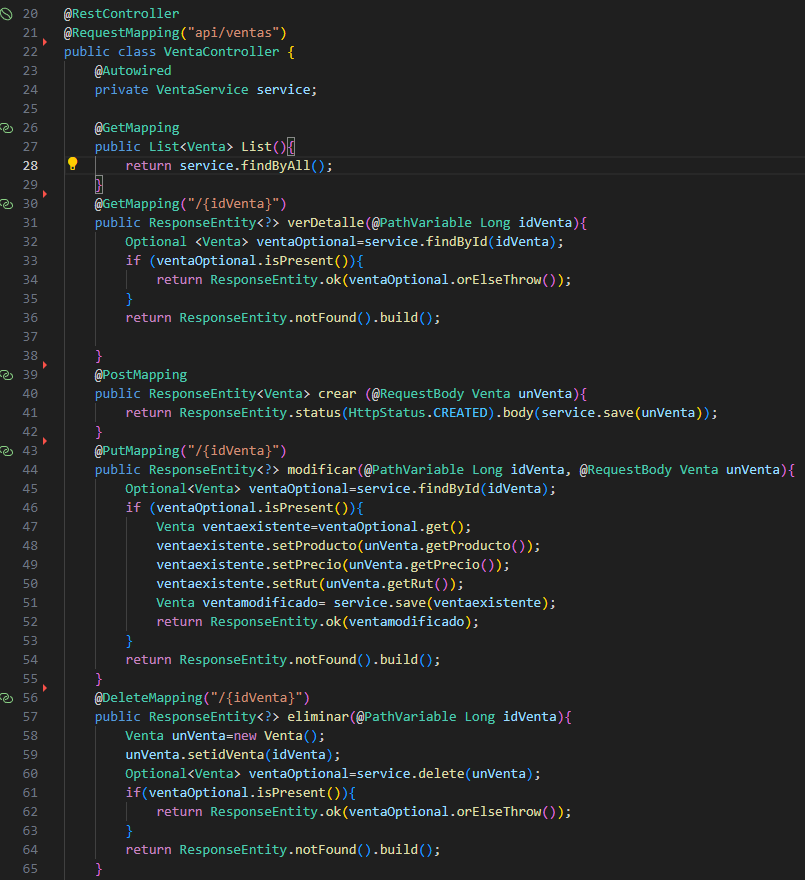 20 @RestController
21 @RequestMapping("api/ventas")
22 public class VentaController {
23     @Autowired
24     private VentaService service;
25
26     @GetMapping
27     public List<Venta> List(){
28         return service.findByAll();
29     }
30     @GetMapping("/{idVenta}")
31     public ResponseEntity<?> verDetalle(@PathVariable Long idVenta){
32         Optional <Venta> ventaOptional=service.findById(idVenta);
33         if (ventaOptional.isPresent()){
34             return ResponseEntity.ok(ventaOptional.orElseThrow());
35         }
36         return ResponseEntity.notFound().build();
37
38     }
39     @PostMapping
40     public ResponseEntity<Venta> crear (@RequestBody Venta unVenta){
41         return ResponseEntity.status(HttpStatus.CREATED).body(service.save(unVenta));
42     }
43     @PutMapping("/{idVenta}")
44     public ResponseEntity<?> modificar(@PathVariable Long idVenta, @RequestBody Venta unVenta){
45         Optional<Venta> ventaOptional=service.findById(idVenta);
46         if (ventaOptional.isPresent()){
47             Venta ventaexistente=ventaOptional.get();
48             ventaexistente.setProducto(unVenta.getProducto());
49             ventaexistente.setPrecio(unVenta.getPrecio());
50             ventaexistente.setRut(unVenta.getRut());
51             Venta ventamodificado= service.save(ventaexistente);
52             return ResponseEntity.ok(ventamodificado);
53         }
54         return ResponseEntity.notFound().build();
55     }
56     @DeleteMapping("/{idVenta}")
57     public ResponseEntity<?> eliminar(@PathVariable Long idVenta){
58         Venta unVenta=new Venta();
59         unVenta.setidVenta(idVenta);
60         Optional<Venta> ventaOptional=service.delete(unVenta);
61         if(ventaOptional.isPresent()){
62             return ResponseEntity.ok(ventaOptional.orElseThrow());
63         }
64         return ResponseEntity.notFound().build();
65     }